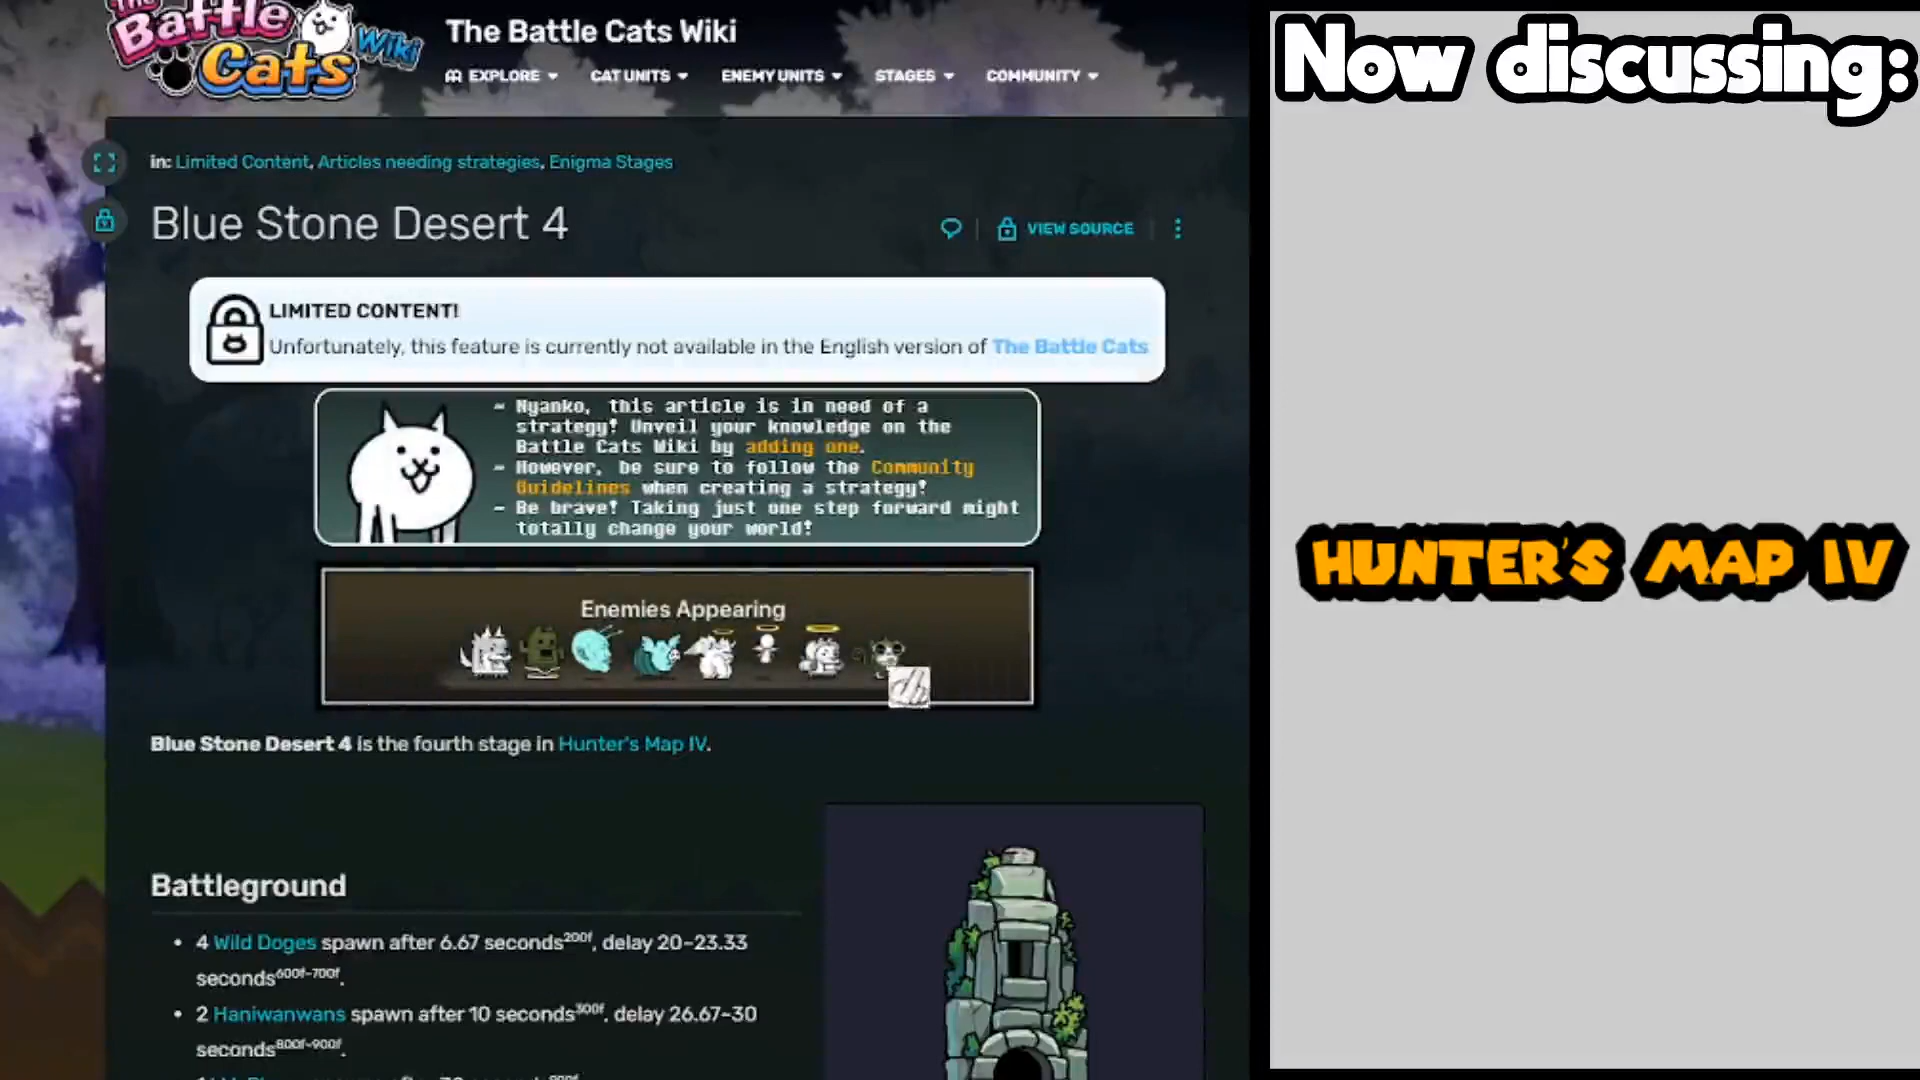 The
Battle
Cats
Wiki
The Battle Cats Wiki
EXPLORE
CAT UNITS
ENEMY UNITS
STAGES
COMMUNITY
Now discussing:
in: Limited Content, Articles needing strategies, Enigma Stages
Blue Stone Desert 4
VIEW SOURCE
LIMITED CONTENT!
Unfortunately, this feature is currently not available in the English version of The Battle Cats
~ Nyanko, this article is in need of a
strategy! Unveil your knowledge on the
Battle Cats Wiki by adding one.
~ However, be sure to follow the Community
Guidelines when creating a strategy!
~ Be brave! Taking just one step forward might
totally change your world!
HUNTER'S MAP IV
Enemies Appearing
Blue Stone Desert 4 is the fourth stage in Hunter's Map IV.
Battleground
• 4 Wild Doges spawn after 6.67 seconds200f, delay 20~23.33
seconds600f~700f.
• 2 Haniwanwans spawn after 10 seconds300f, delay 26.67~30
seconds800f~900f.